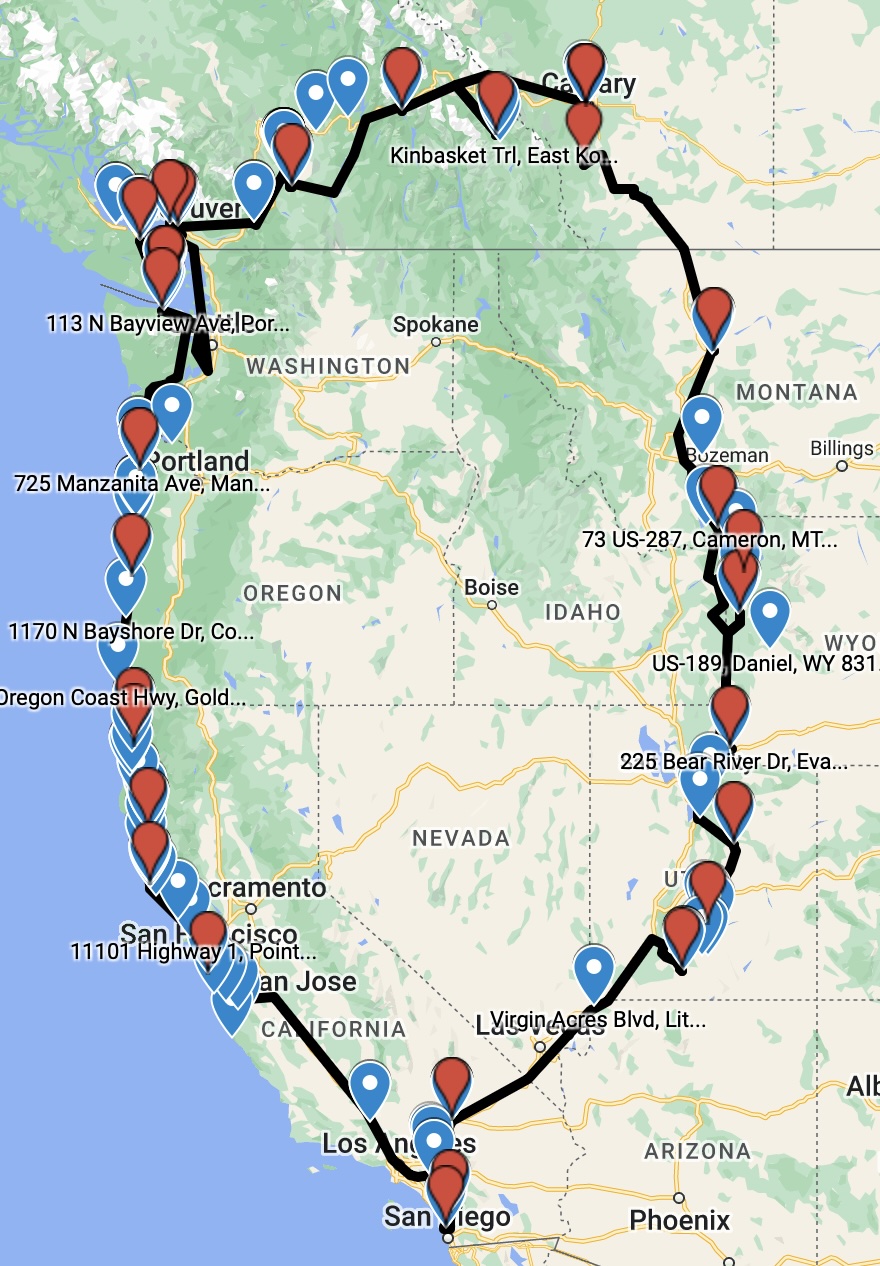 Calgary
Kinbasket Trl, East Ko...
uver
113 N Bayview Ave, Por...
Spokane
WASHINGTON
MONTANA
Bozeman
Billings
Portland
725 Manzanita Ave, Man...
73 US-287, Cameron, MT...
OREGON
Boise
IDAHO
1170 N Bayshore Dr, Co...
WYO
US-189, Daniel, WY 831
Oregon Coast Hwy, Gold...
225 Bear River Dr, Eva...
NEVADA
UT
cramento
San Francisco
11101 Highway 1, Point...
an Jose
Virgin Acres Blvd, Lit...
Las Vegas
CALIFORNIA
Alb
Los Angeles
ARIZONA
San Diego
Phoenix